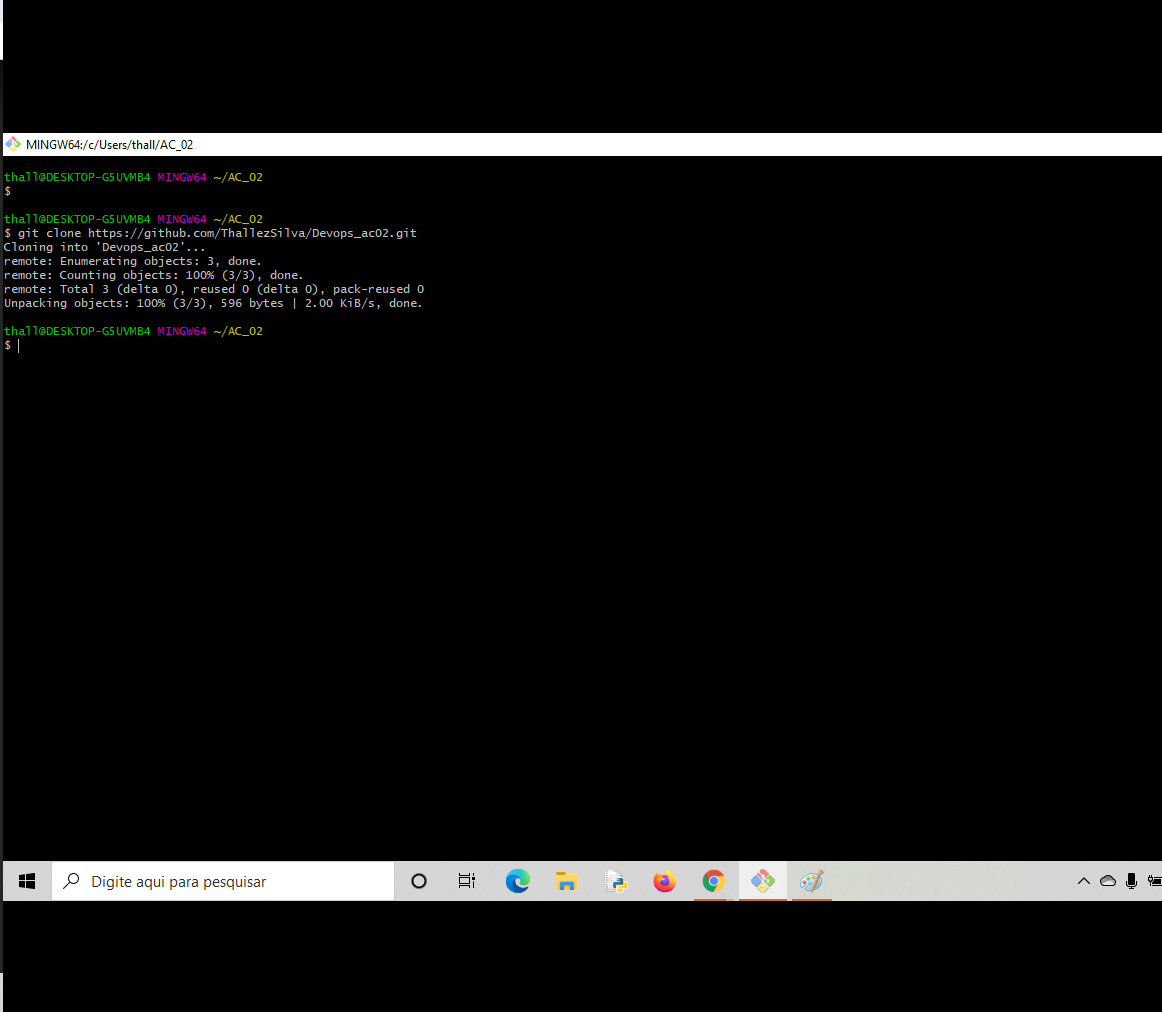 MINGW64:/c/Users/thall/AC_02
thall@DESKTOP-G5UVMB4 MINGW64 ~/AC_02
$
thall@DESKTOP-G5UVMB4 MINGW64 ~/AC_02
$ git clone https://github.com/ThallezSilva/Devops_ac02.git
Cloning into 'Devops_ac02'...
remote: Enumerating objects: 3, done.
remote: Counting objects: 100% (3/3), done.
remote: Total 3 (delta 0), reused 0 (delta 0), pack-reused 0
Unpacking objects: 100% (3/3), 596 bytes | 2.00 KiB/s, done.
thall@DESKTOP-G5UVMB4 MINGW64 ~/AC_02
$
Digite aqui para pesquisar